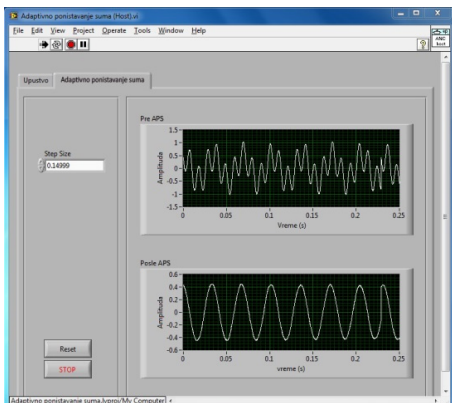 Adaptivno ponistavanje suma (Host).vi
File Edit View Project Operate Tools Window Help
ANC
host
Uputstvo Adaptivno ponistavanje suma
Step Size
0.14999
Pre APS
Amplituda
1.5
1
0.5
0
-0.5
-1
-1.5
0 0.05 0.1 0.15 0.2 0.25
Vreme (s)
Posle APS
Amplituda
0.6
0.4
0.2
0
-0.2
-0.4
-0.6
0 0.05 0.1 0.15 0.2 0.25
vreme (s)
Reset
STOP
Adaptivno ponistavanje suma.lvproj/My Computer